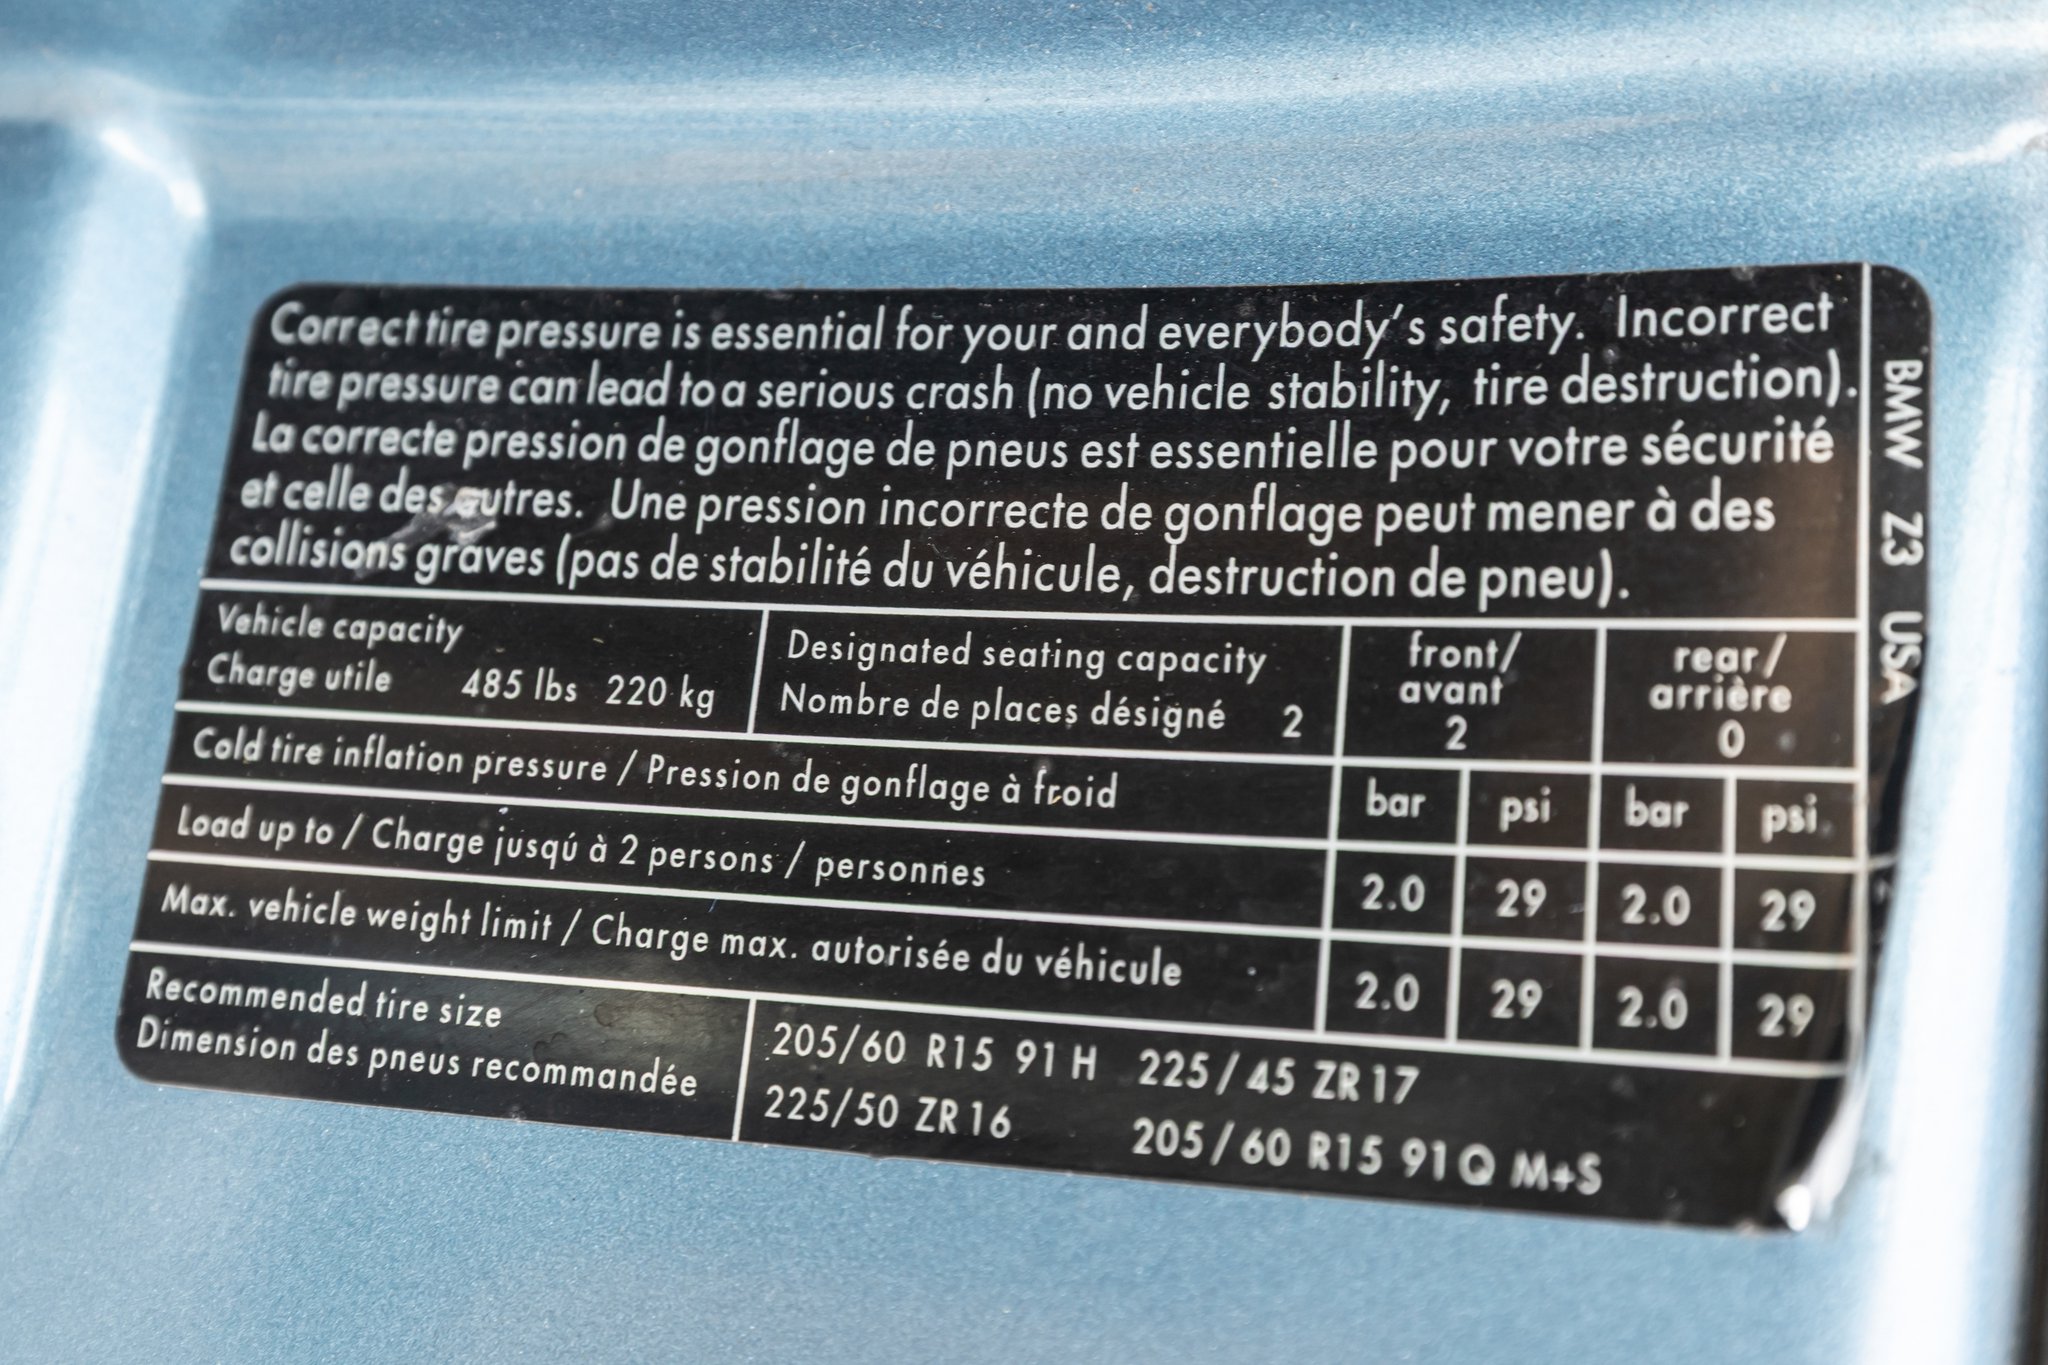 Correct tire pressure is essential for your and everybody's safety. Incorrect
tire pressure can lead to a serious crash (no vehicle stability, tire destruction).
La correcte pression de gonflage de pneus est essentielle pour votre sécurité
et celle des autres. Une pression incorrecte de gonflage peut mener à des
collisions graves (pas de stabilité du véhicule, destruction de pneu).
BMW Z3 USA
Vehicle capacity
Charge utile 485 lbs 220 kg
Designated seating capacity
Nombre de places désigné 2
front/
avant
2
rear/
arrière
0
Cold tire inflation pressure / Pression de gonflage à froid bar psi bar psi
Load up to / Charge jusqú à 2 persons / personnes 2.0 29 2.0 29
Max. vehicle weight limit / Charge max. autorisée du véhicule 2.0 29 2.0 29
Recommended tire size
Dimension des pneus recommandée
205/60 R15 91 H 225/45 ZR17
225/50 ZR16 205/60 R15 91Q M+S